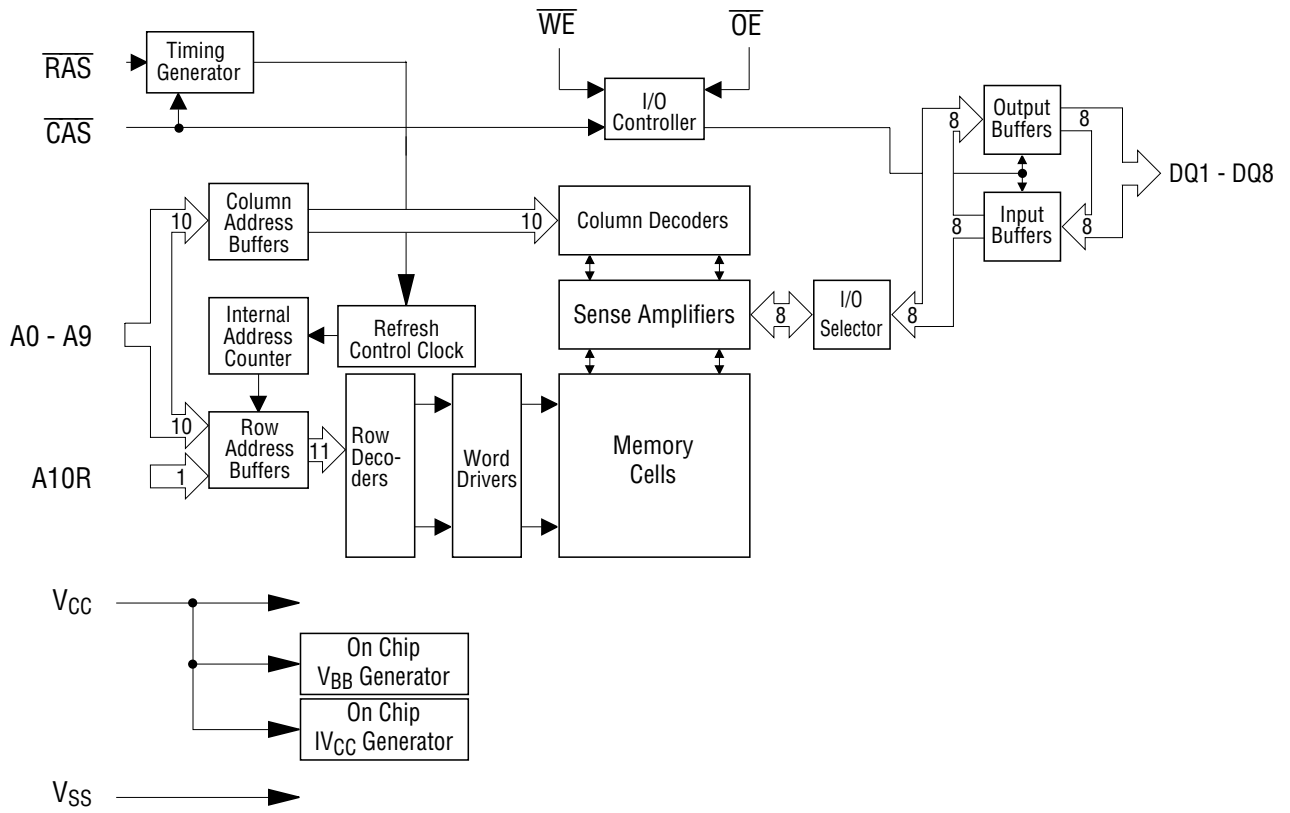 WE
OE
RAS
Timing
Generator
CAS
I/O
Controller
Output
Buffers
8
8
DQ1 - DQ8
Column
Address
Buffers
10
10
Column Decoders
Input
Buffers
8
8
A0 - A9
Internal
Address
Counter
Refresh
Control Clock
Sense Amplifiers
8
I/O
Selector
8
10
Row
Address
Buffers
11
Row
Deco-
ders
Word
Drivers
Memory
Cells
A10R
1
VCC
On Chip
VBB Generator
On Chip
IVCC Generator
VSS